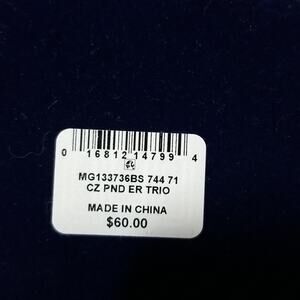 0 16812 14799 4
MG133736BS 744 71
CZ PND ER TRIO
MADE IN CHINA
$60.00